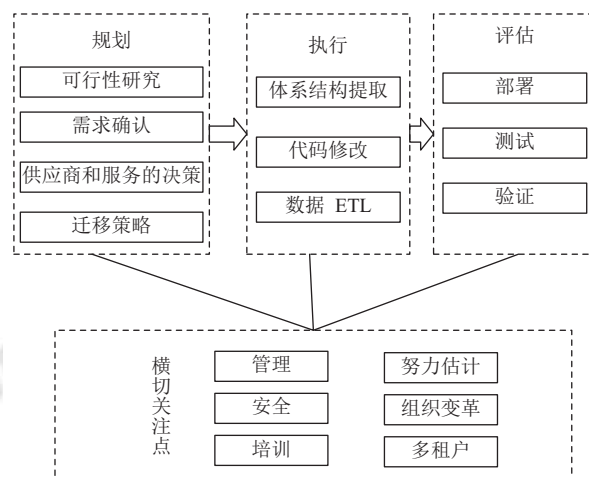 规划
可行性研究
需求确认
供应商和服务的决策
迁移策略
执行
体系结构提取
代码修改
数据 ETL
评估
部署
测试
验证
横切关注点
管理
安全
培训
努力估计
组织变革
多租户